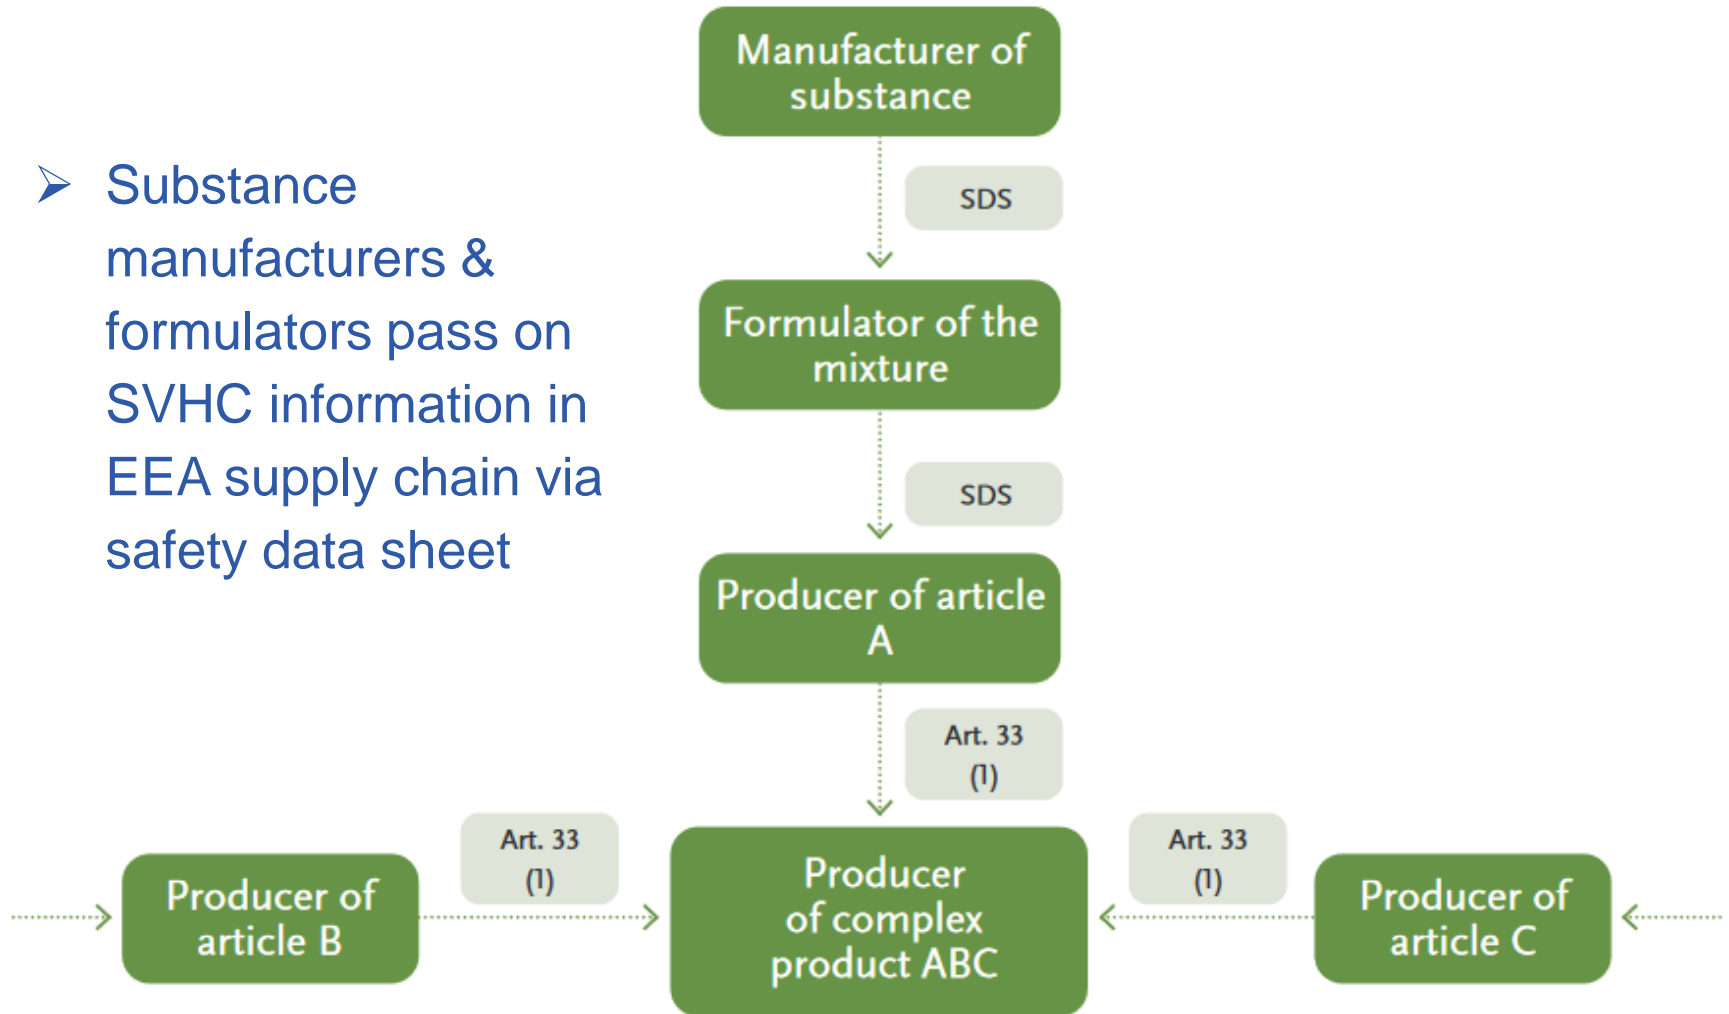 Manufacturer of
substance
➢ Substance
manufacturers &
formulators pass on
SVHC information in
EEA supply chain via
safety data sheet
SDS
Formulator of the
mixture
SDS
Producer of article
A
Art. 33
(1)
Producer of
article B
Art. 33
(1)
Producer
of complex
product ABC
Art. 33
(1)
Producer of
article C